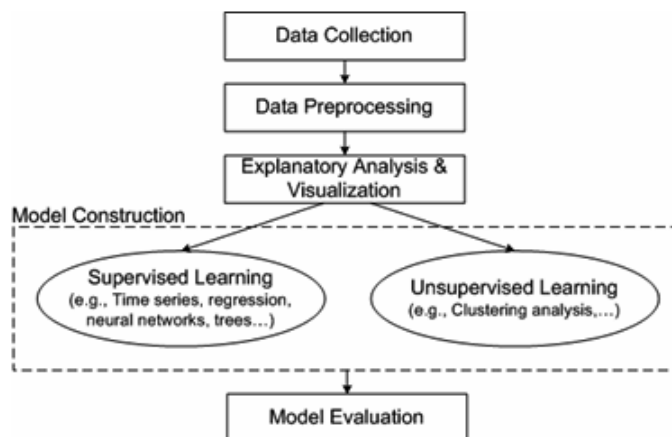 Data Collection
Data Preprocessing
Explanatory Analysis &
Visualization
Model Construction
Supervised Learning
(e.g., Time series, regression,
neural networks, trees…)
Unsupervised Learning
(e.g., Clustering analysis,…)
Model Evaluation